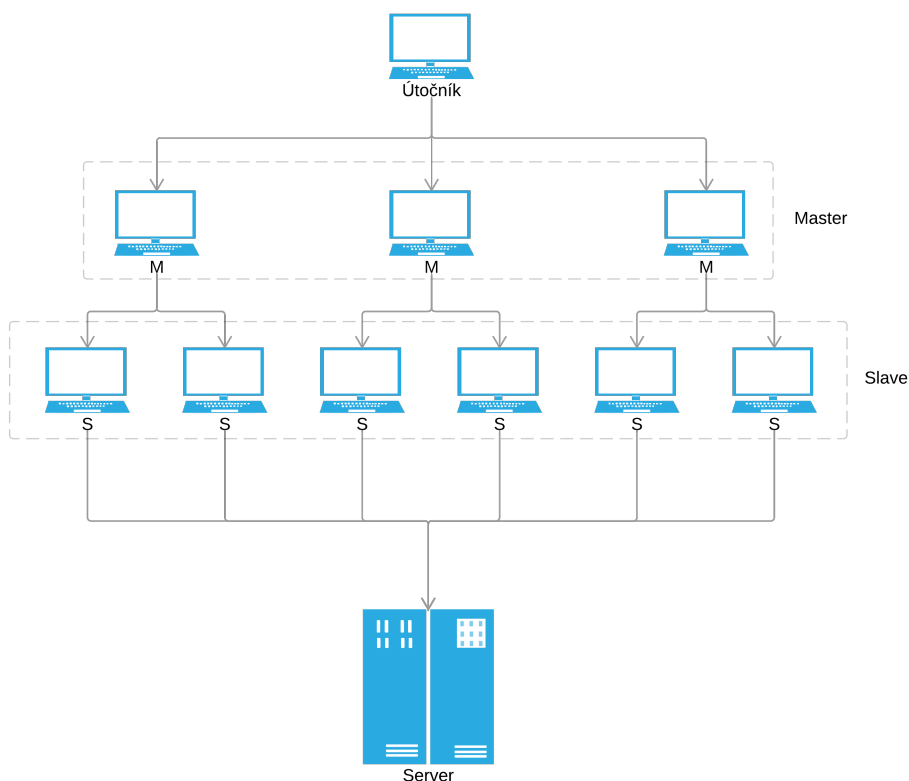 Útočník
Master
M M M
Slave
S S S S S S
Server